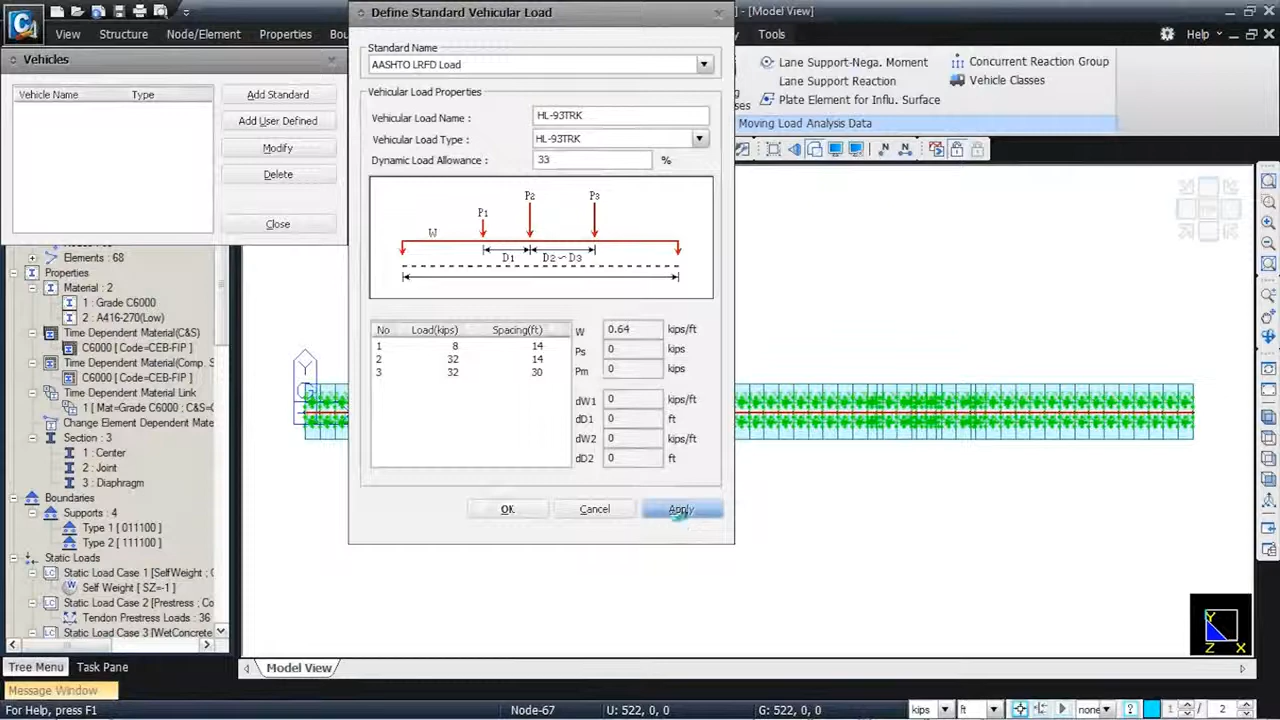 Define Standard Vehicular Load
] - [Model View]
View Structure Node/Element Properties Bou Tools Help
Vehicles
Vehicle Name Type
Add Standard
Add User Defined
Modify
Delete
Close
Standard Name
AASHTO LRFD Load
Vehicular Load Properties
Vehicular Load Name : HL-93TRK
Vehicular Load Type : HL-93TRK
Dynamic Load Allowance : 33 %
P1 P2 P3
W
D1 D2∽D3
No Load(kips) Spacing(ft)
1 8 14
2 32 14
3 32 30
W 0.64 kips/ft
Ps 0 kips
Pm 0 kips
dW1 0 kips/ft
dD1 0 ft
dW2 0 kips/ft
dD2 0 ft
OK Cancel Apply
Lane Support-Nega. Moment
Lane Support Reaction
Plate Element for Influ. Surface
Concurrent Reaction Group
Vehicle Classes
Moving Load Analysis Data
Elements : 68
Properties
Material : 2
1 : Grade C6000
2 : A416-270(Low)
Time Dependent Material(C&S)
C6000 [ Code=CEB-FIP ]
Time Dependent Material(Comp. S
C6000 [ Code=CEB-FIP ]
Time Dependent Material Link
1 [ Mat=Grade C6000 ; C&S=C
Change Element Dependent Mate
Section : 3
1 : Center
2 : Joint
3 : Diaphragm
Boundaries
Supports : 4
Type 1 [ 011100 ]
Type 2 [ 111100 ]
Static Loads
Static Load Case 1 [SelfWeight ;
Self Weight [ SZ=-1 ]
Static Load Case 2 [Prestress ; Co
Tendon Prestress Loads : 36
Static Load Case 3 [WetConcrete
Y
Y
Z X
Tree Menu Task Pane
Model View
Message Window
For Help, press F1 Node-67 U: 522, 0, 0 G: 522, 0, 0 kips ft none 1 / 2